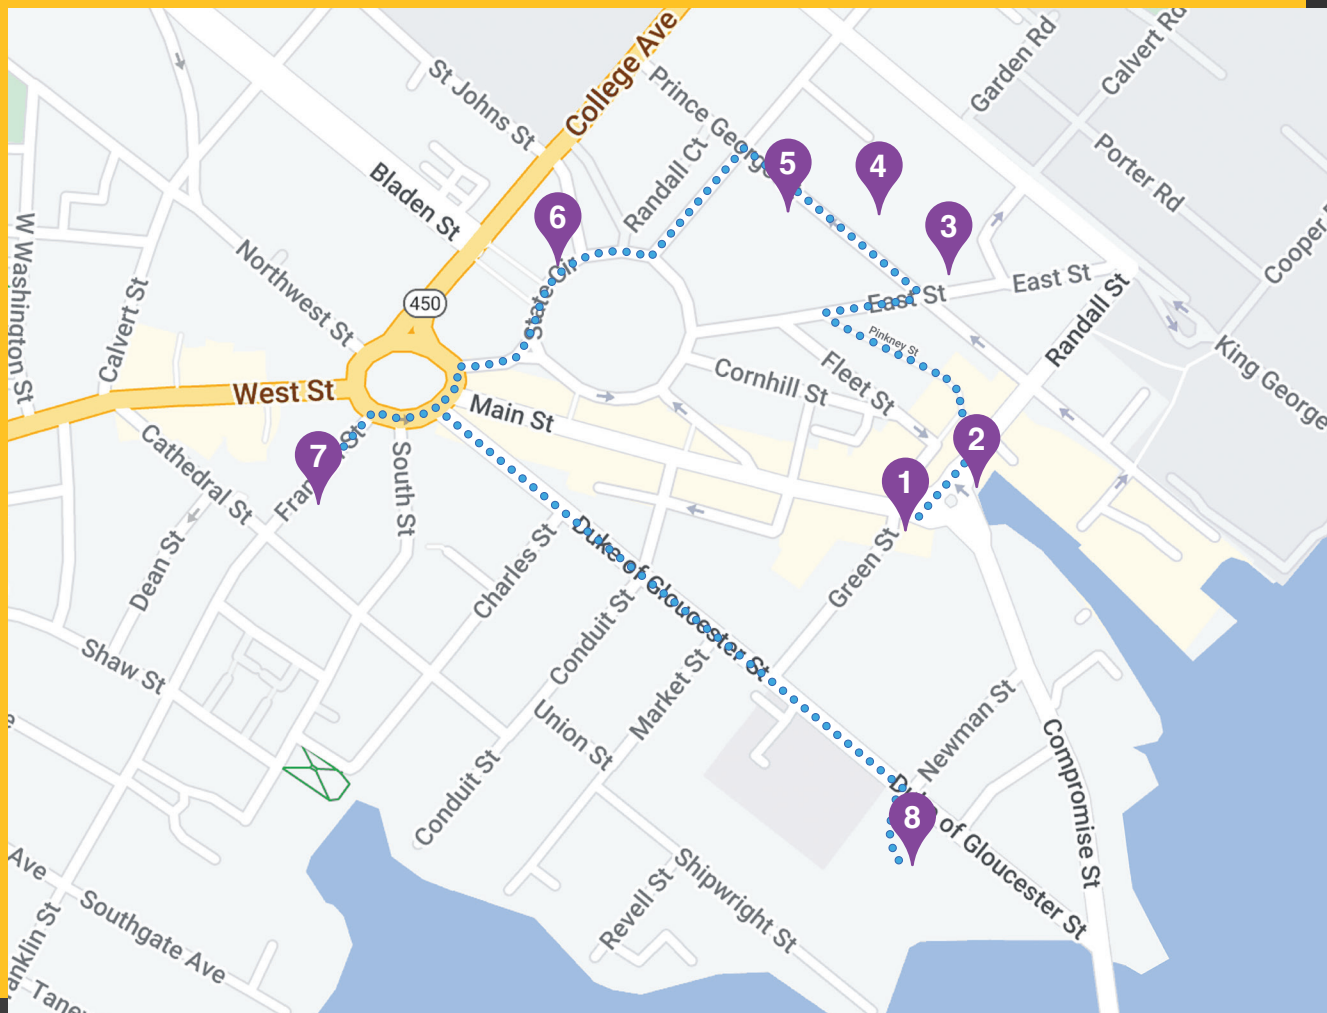 College Ave
St Johns St
Prince George
Garden Rd
Calvert Rd
Randall Ct
Porter Rd
Bladen St
5
4
6
3
W Washington St
Northwest St
Cooper
State Cir
East St
East St
450
Calvert St
Randall St
Pinkney St
King George
Cornhill St
Fleet St
West St
Main St
Cathedral St
Franklin St
7
South St
2
1
Dean St
Charles St
Duke of Gloucester St
Green St
Conduit St
Shaw St
Market St
Union St
Newman St
Conduit St
Compromise St
8
Duke of Gloucester St
Ave
Southgate Ave
Revell St
Shipwright St
anklin St
Taney